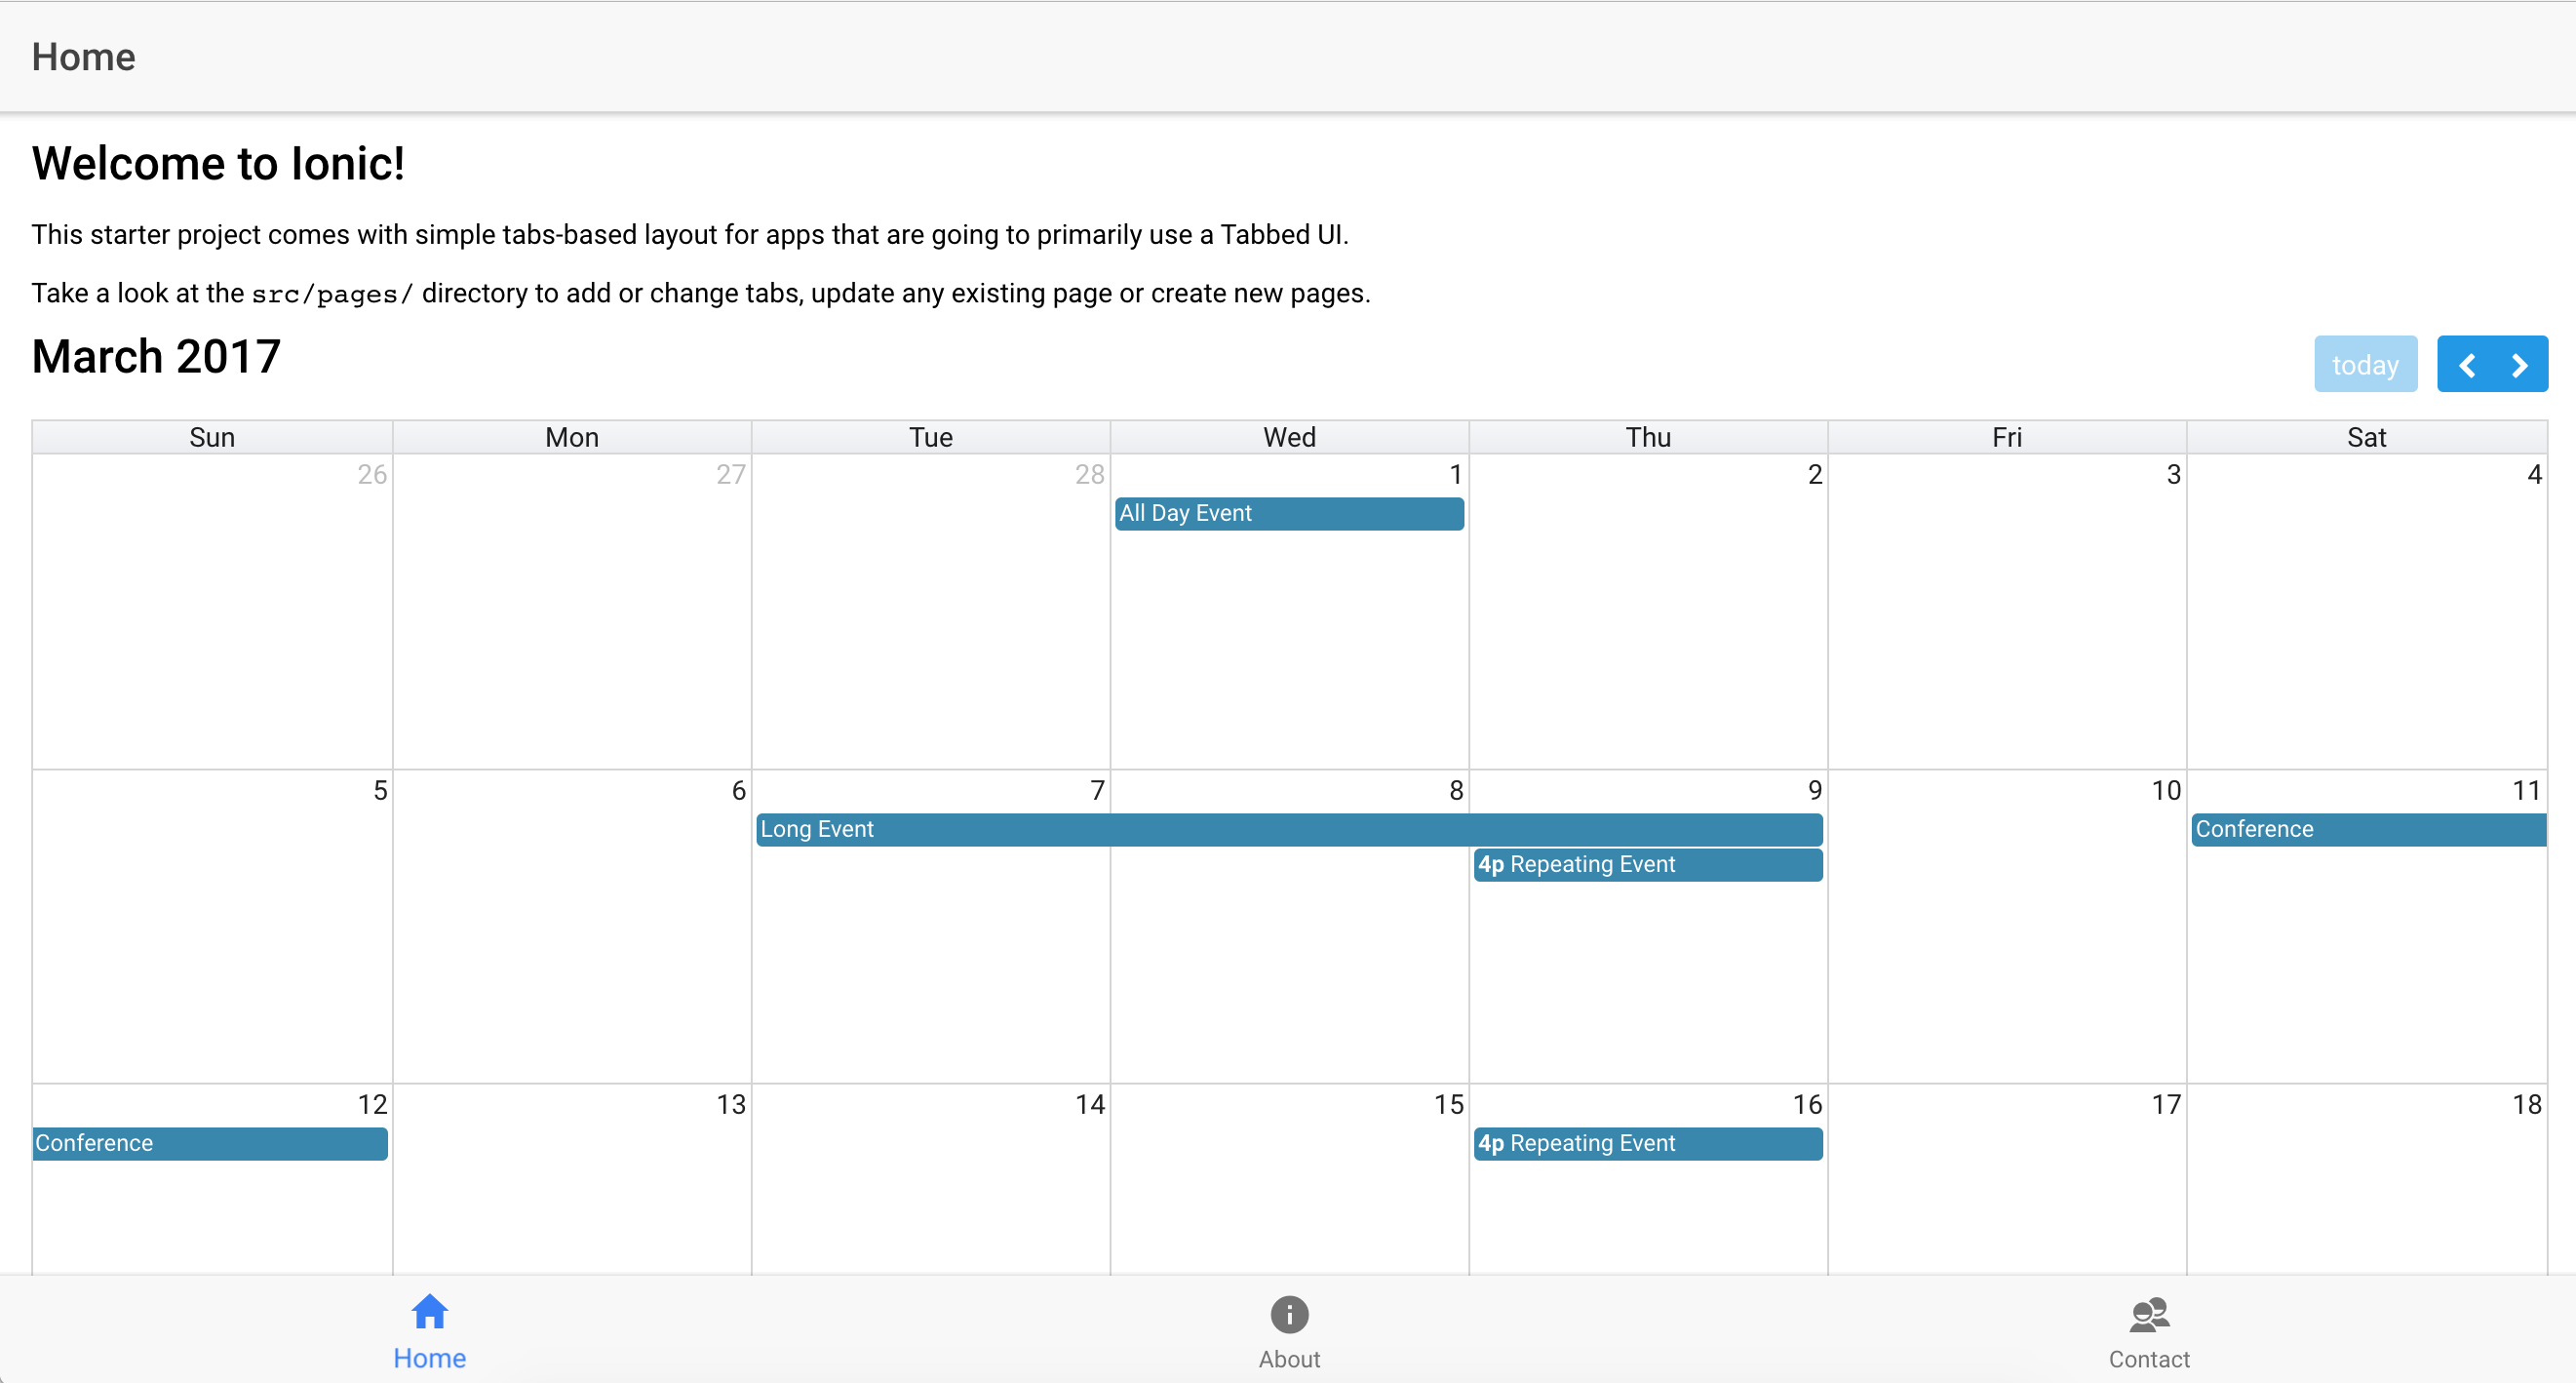 Home
Welcome to Ionic!
This starter project comes with simple tabs-based layout for apps that are going to primarily use a Tabbed UI.
Take a look at the src/pages/ directory to add or change tabs, update any existing page or create new pages.
March 2017
today
Sun Mon Tue Wed Thu Fri Sat
26 27 28 1 2 3 4
All Day Event
5 6 7 8 9 10 11
Long Event Conference
4p Repeating Event
12 13 14 15 16 17 18
Conference 4p Repeating Event
Home About Contact